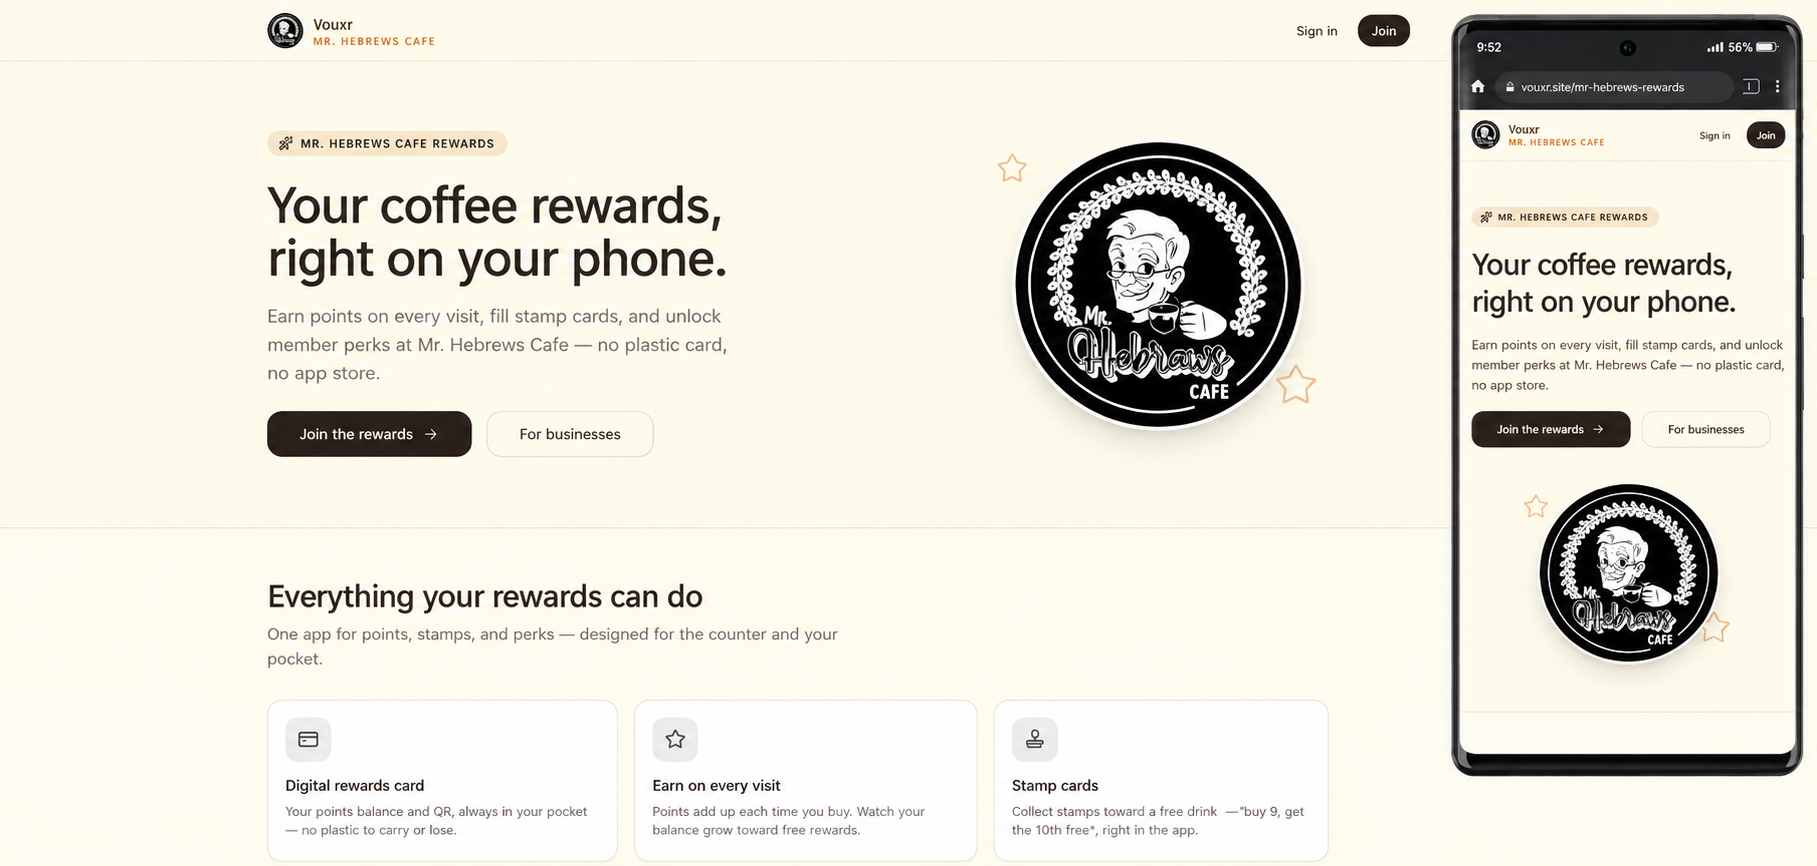 Vouxr
MR. HEBREWS CAFE
Sign in
Join
MR. HEBREWS CAFE REWARDS
Your coffee rewards,
right on your phone.
Earn points on every visit, fill stamp cards, and unlock
member perks at Mr. Hebrews Cafe — no plastic card,
no app store.
Join the rewards →
For businesses
Mr.
Hebraws
CAFE
Everything your rewards can do
One app for points, stamps, and perks — designed for the counter and your
pocket.
Digital rewards card
Your points balance and QR, always in your pocket
— no plastic to carry or lose.
Earn on every visit
Points add up each time you buy. Watch your
balance grow toward free rewards.
Stamp cards
Collect stamps toward a free drink —"buy 9, get
the 10th free*, right in the app.
9:52
56%
vouxr.site/mr-hebrews-rewards
Vouxr
MR. HEBREWS CAFE
Sign in
Join
MR. HEBREWS CAFE REWARDS
Your coffee rewards,
right on your phone.
Earn points on every visit, fill stamp cards, and unlock
member perks at Mr. Hebrews Cafe — no plastic card,
no app store.
Join the rewards →
For businesses
Mr.
Hebraws
CAFE